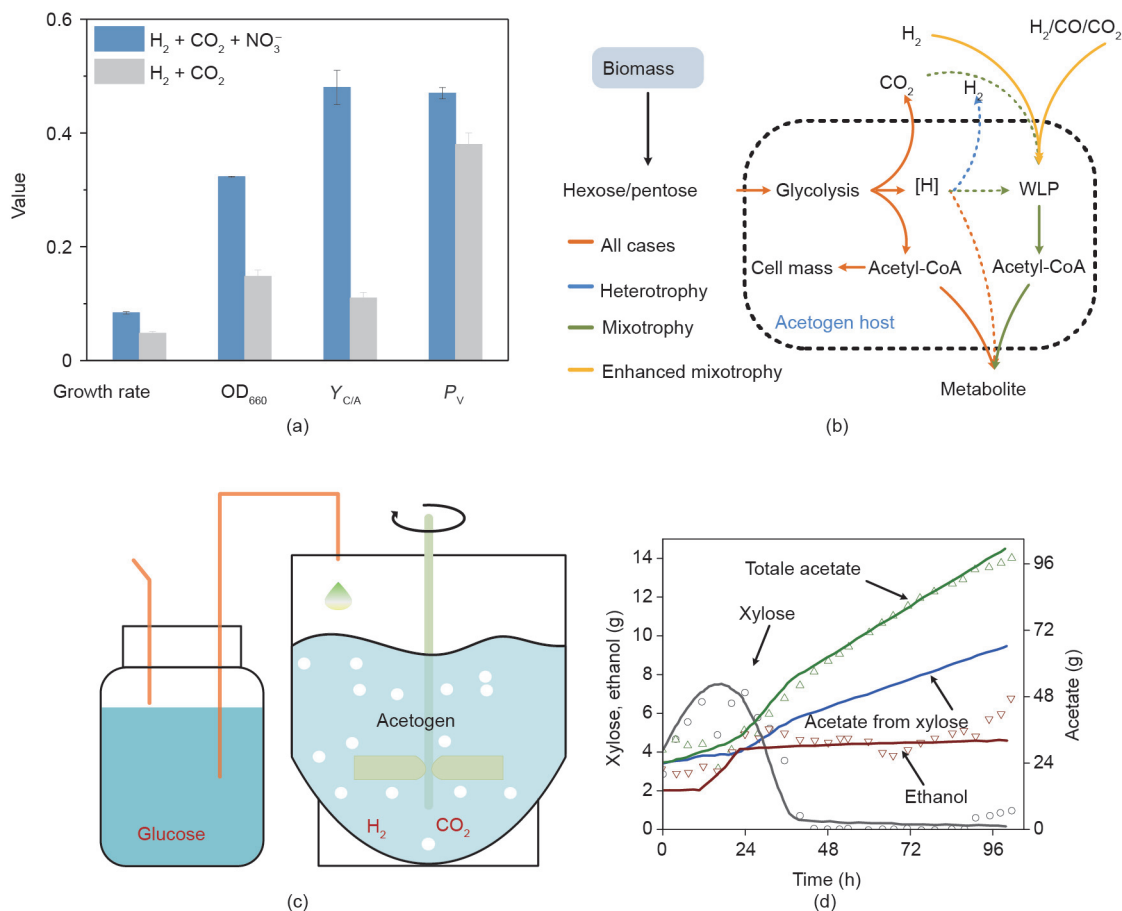 0.6
0.4
0.2
0
Value
H₂ + CO₂ + NO₃⁻
H₂ + CO₂
Growth rate
OD₆₆₀
Y_C/A
P_V
(a)
Biomass
H₂
H₂/CO/CO₂
CO₂
H₂
Hexose/pentose
Glycolysis
[H]
WLP
All cases
Cell mass
Acetyl-CoA
Acetyl-CoA
Heterotrophy
Acetogen host
Mixotrophy
Enhanced mixotrophy
Metabolite
(b)
Acetogen
Glucose
H₂
CO₂
(c)
14
12
10
8
6
4
2
0
Xylose, ethanol (g)
Totale acetate
Xylose
Acetate from xylose
Ethanol
96
72
48
24
0
Acetate (g)
0
24
48
72
96
Time (h)
(d)